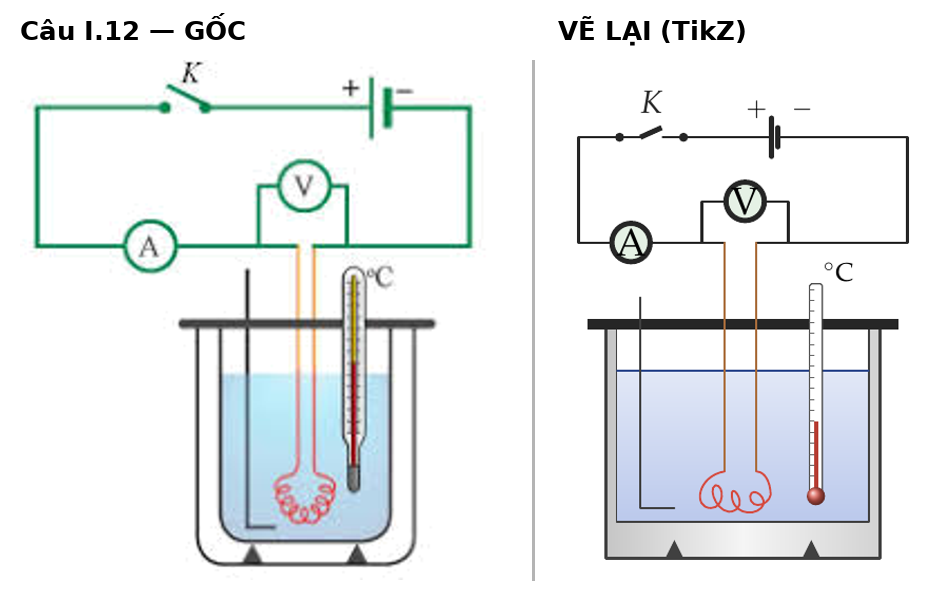 Câu I.12 — GỐC
K
+ −
V
A
°C
VẼ LẠI (TikZ)
K
+ −
V
A
°C